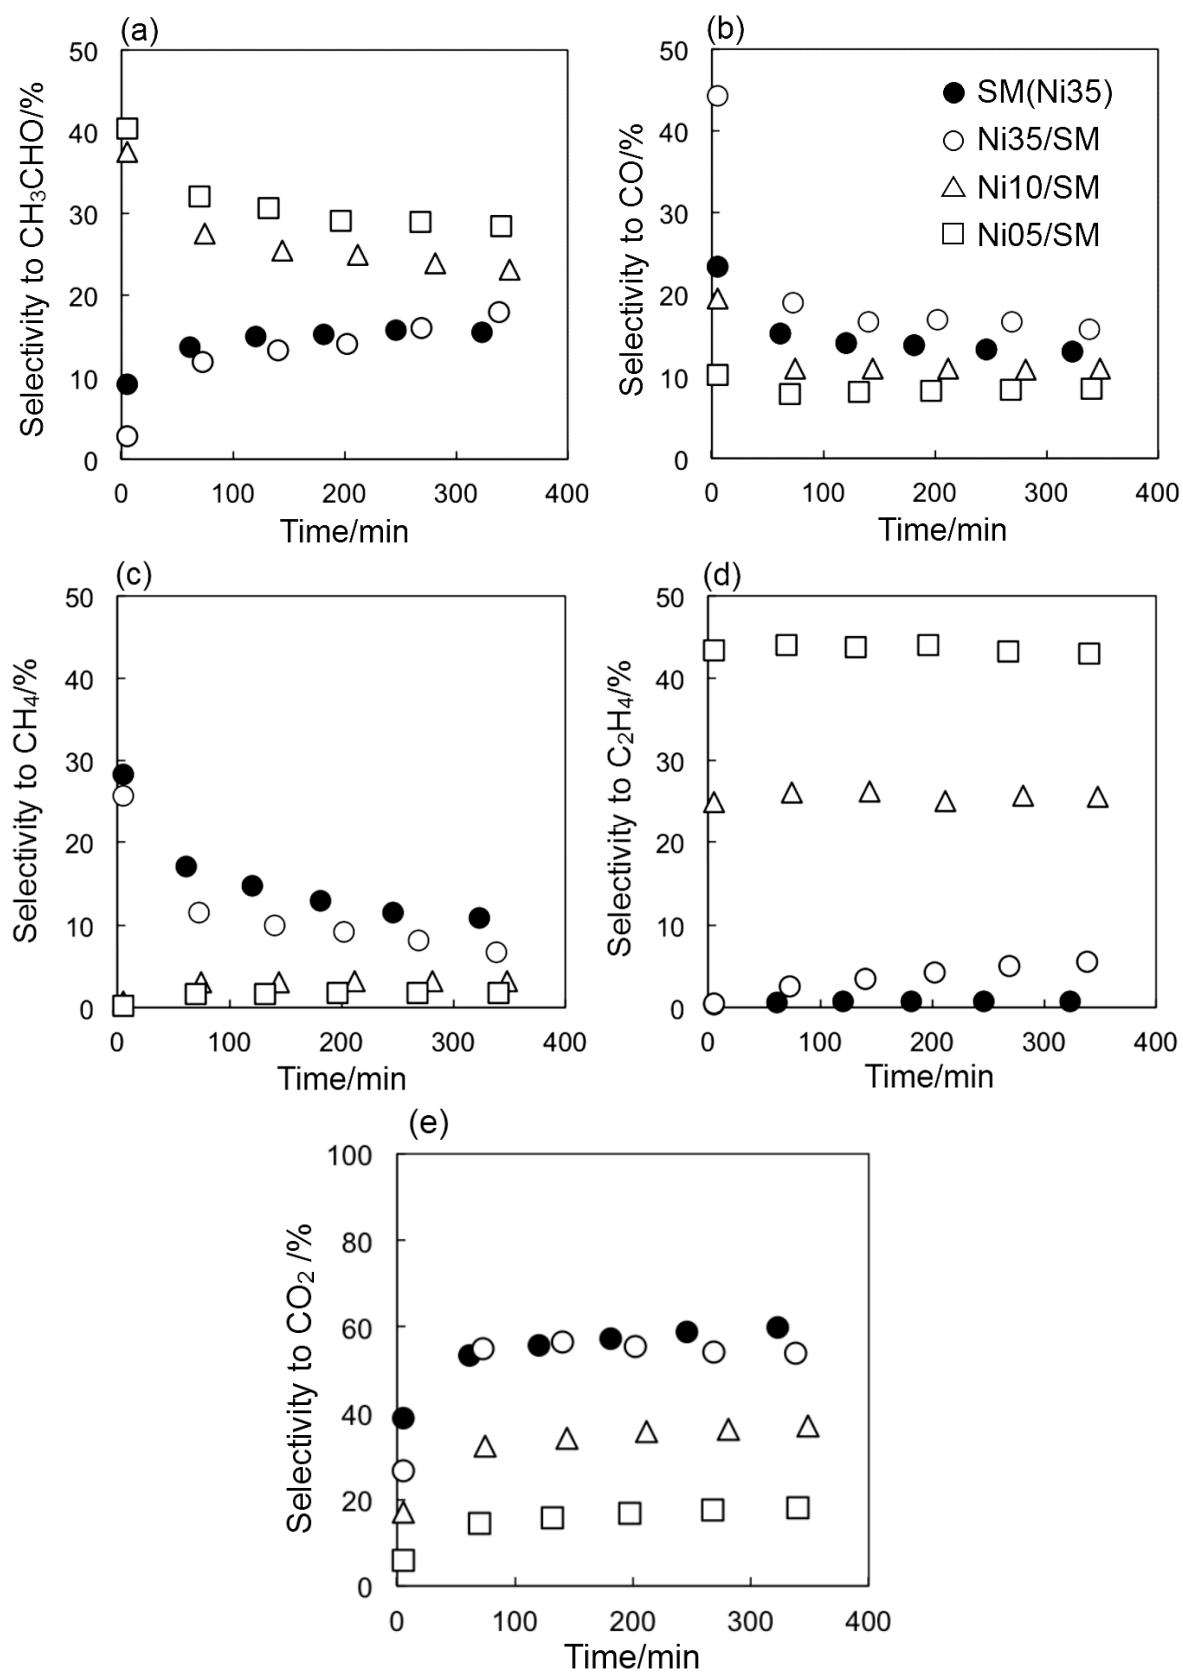 (a)
50
40
30
20
10
0
Selectivity to CH₃CHO/%
0 100 200 300 400
Time/min
(b)
50
40
30
20
10
0
Selectivity to CO/%
SM(Ni35)
Ni35/SM
Ni10/SM
Ni05/SM
0 100 200 300 400
Time/min
(c)
50
40
30
20
10
0
Selectivity to CH₄/%
0 100 200 300 400
Time/min
(d)
50
40
30
20
10
0
Selectivity to C₂H₄/%
0 100 200 300 400
Time/min
(e)
100
80
60
40
20
0
Selectivity to CO₂ /%
0 100 200 300 400
Time/min